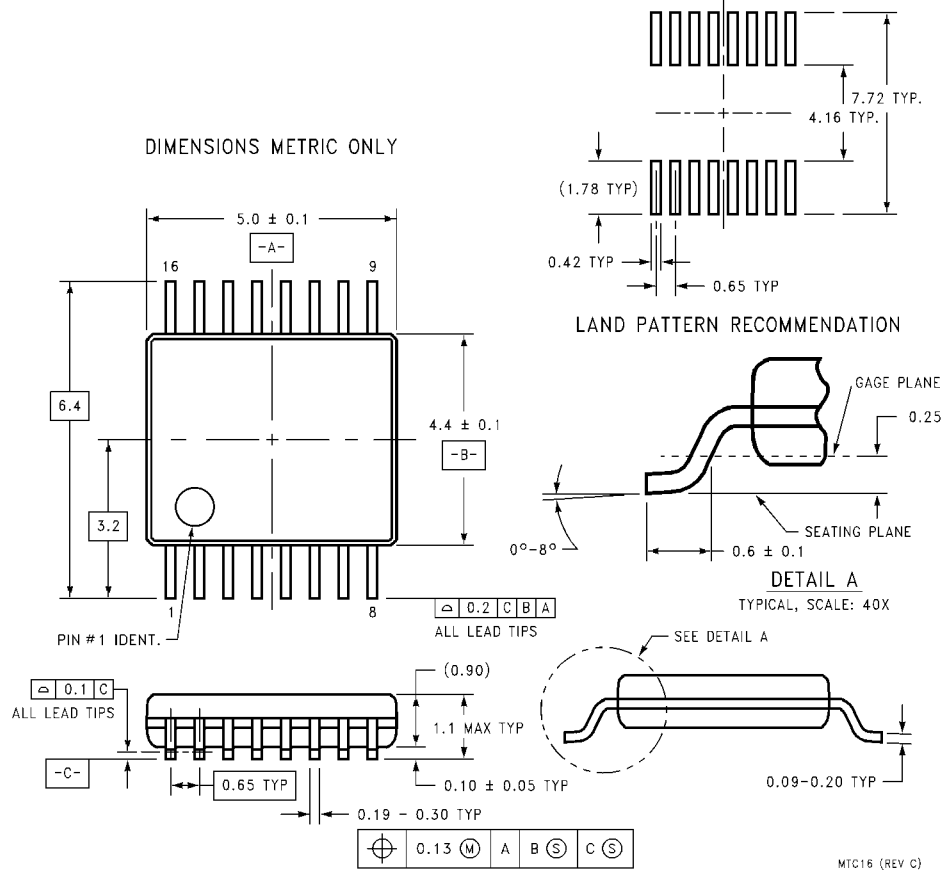 7.72 TYP.
4.16 TYP.
DIMENSIONS METRIC ONLY
(1.78 TYP)
5.0 ± 0.1
-A-
0.42 TYP
0.65 TYP
16
9
LAND PATTERN RECOMMENDATION
GAGE PLANE
0.25
6.4
4.4 ± 0.1
-B-
3.2
SEATING PLANE
0°-8°
0.6 ± 0.1
DETAIL A
TYPICAL, SCALE: 40X
1
8
⌓ 0.2 C B A
ALL LEAD TIPS
PIN #1 IDENT.
SEE DETAIL A
(0.90)
⌓ 0.1 C
ALL LEAD TIPS
1.1 MAX TYP
-C-
0.65 TYP
0.10 ± 0.05 TYP
0.09-0.20 TYP
0.19 - 0.30 TYP
⌖ 0.13 Ⓜ A B Ⓢ C Ⓢ
MTC16 (REV C)